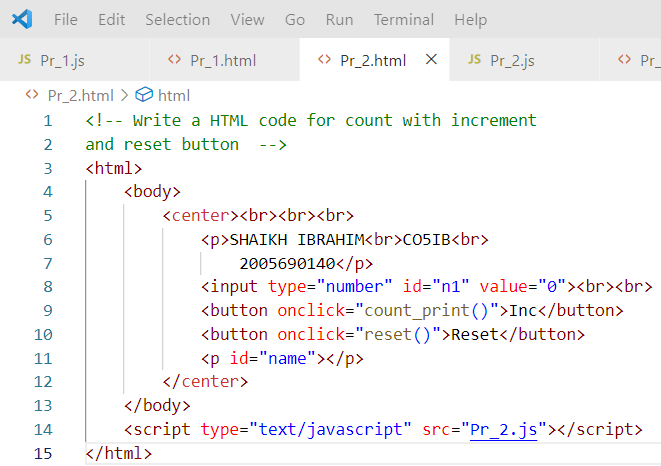 File Edit Selection View Go Run Terminal Help
JS Pr_1.js <> Pr_1.html <> Pr_2.html × JS Pr_2.js <> Pr_
<> Pr_2.html > html
1 <!-- Write a HTML code for count with increment
2 and reset button  -->
3 <html>
4     <body>
5         <center><br><br><br>
6             <p>SHAIKH IBRAHIM<br>CO5IB<br>
7                 2005690140</p>
8             <input type="number" id="n1" value="0"><br><br>
9             <button onclick="count_print()">Inc</button>
10             <button onclick="reset()">Reset</button>
11             <p id="name"></p>
12         </center>
13     </body>
14     <script type="text/javascript" src="Pr_2.js"></script>
15 </html>